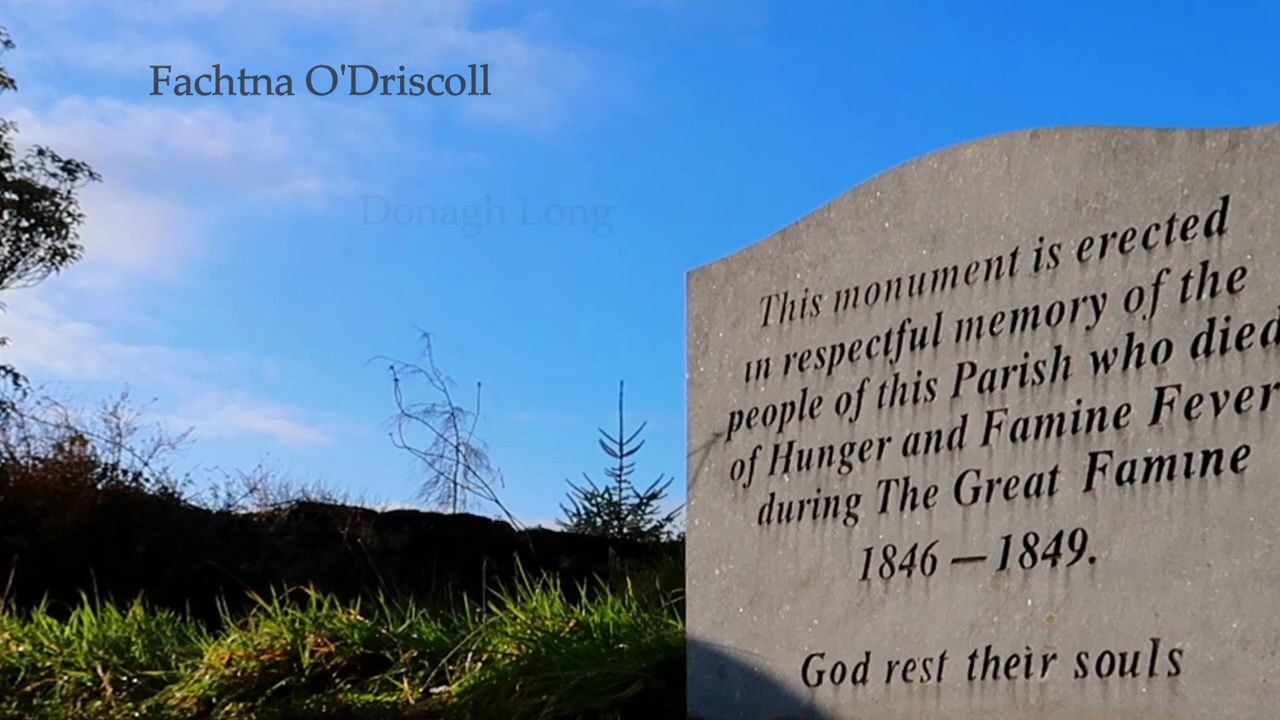 Fachtna O'Driscoll
Donagh Long
This monument is erected
in respectful memory of the
people of this Parish who died
of Hunger and Famine Fever
during The Great Famine
1846 – 1849.
God rest their souls